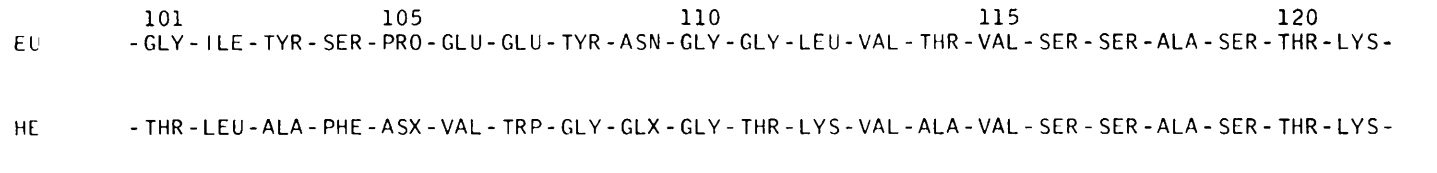 101 105 110 115 120
EU -GLY-ILE-TYR-SER-PRO-GLU-GLU-TYR-ASN-GLY-GLY-LEU-VAL-THR-VAL-SER-SER-ALA-SER-THR-LYS-
HE -THR-LEU-ALA-PHE-ASX-VAL-TRP-GLY-GLX-GLY-THR-LYS-VAL-ALA-VAL-SER-SER-ALA-SER-THR-LYS-